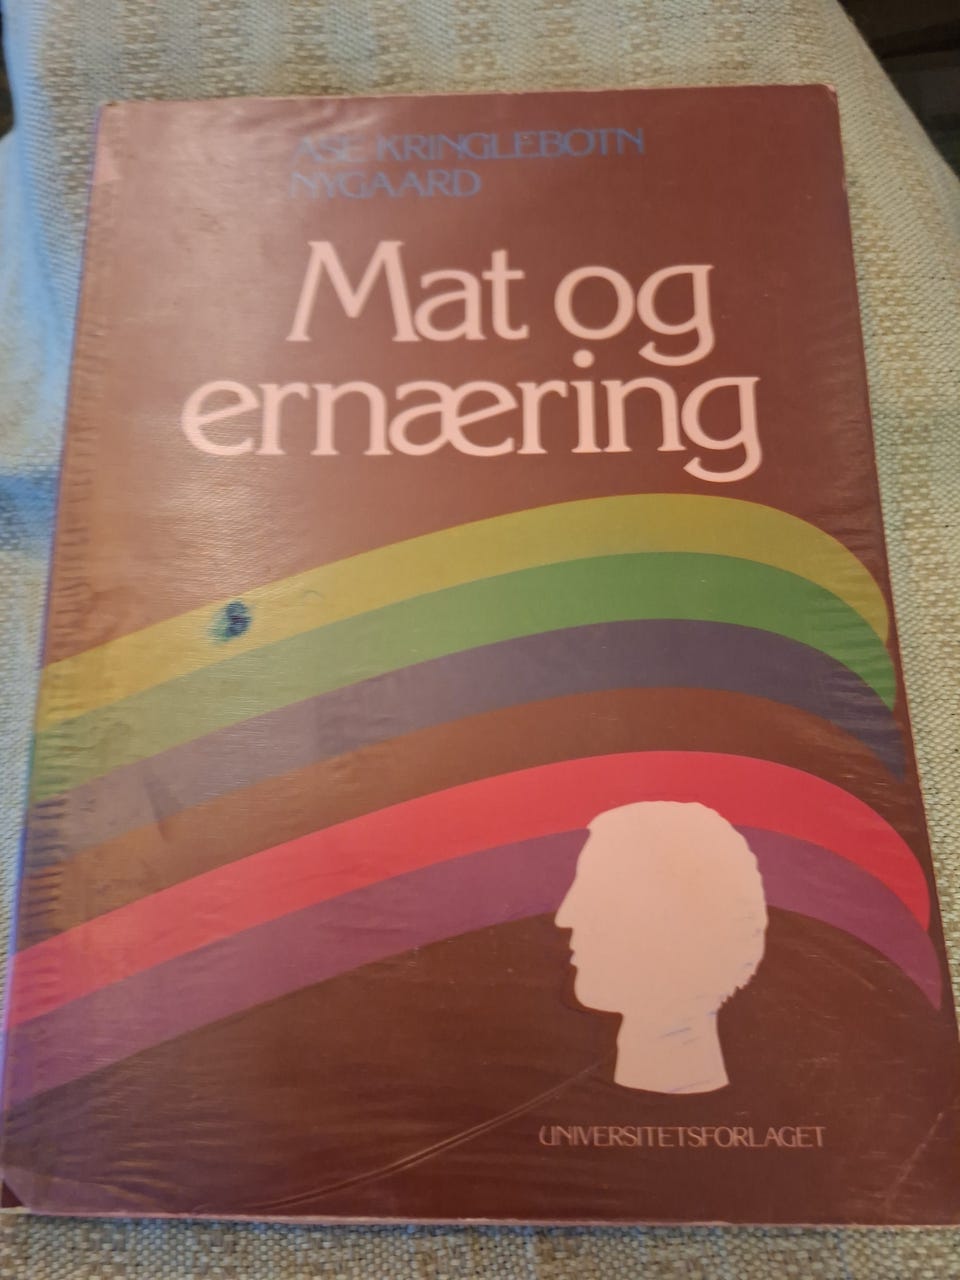 ÅSE KRINGLEBOTN
NYGAARD
Mat og
ernæring
UNIVERSITETSFORLAGET